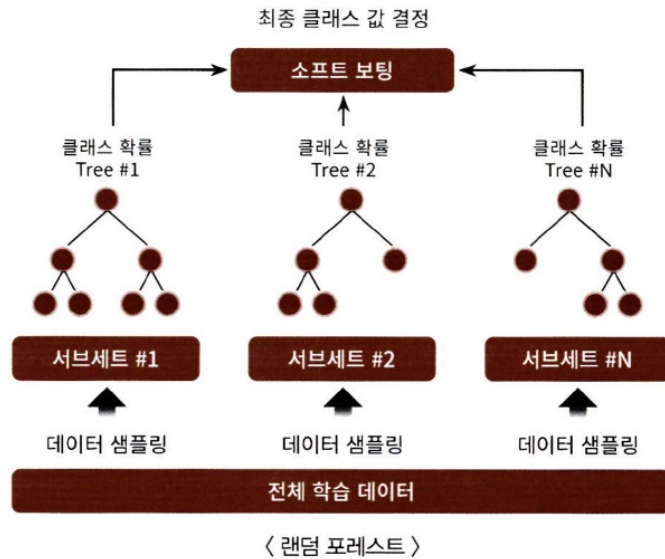 최종 클래스 값 결정
소프트 보팅
클래스 확률
Tree #1
클래스 확률
Tree #2
클래스 확률
Tree #N
서브세트 #1
서브세트 #2
서브세트 #N
데이터 샘플링
데이터 샘플링
데이터 샘플링
전체 학습 데이터
〈 랜덤 포레스트 〉